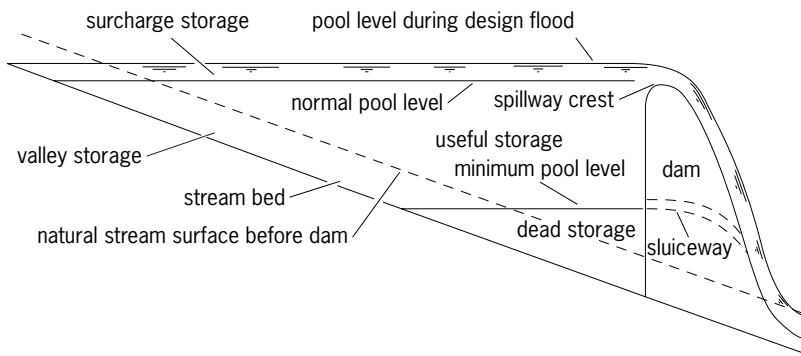 surcharge storage
pool level during design flood
normal pool level
spillway crest
valley storage
useful storage
minimum pool level
dam
stream bed
natural stream surface before dam
dead storage
sluiceway